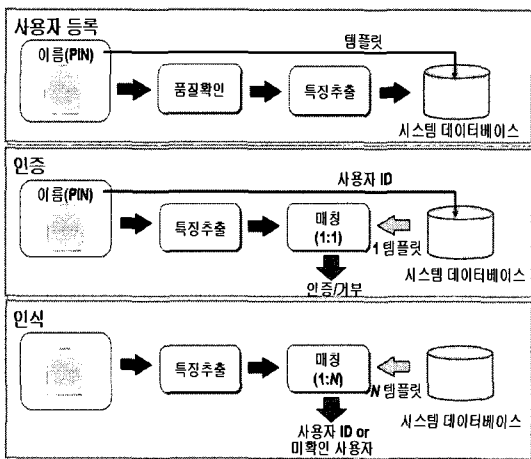 사용자 등록
이름(PIN)
템플릿
품질확인
특징추출
시스템 데이터베이스
인증
이름(PIN)
사용자 ID
특징추출
매칭
(1:1)
1 템플릿
시스템 데이터베이스
인증/거부
인식
특징추출
매칭
(1:N)
N 템플릿
시스템 데이터베이스
사용자 ID or
미확인 사용자